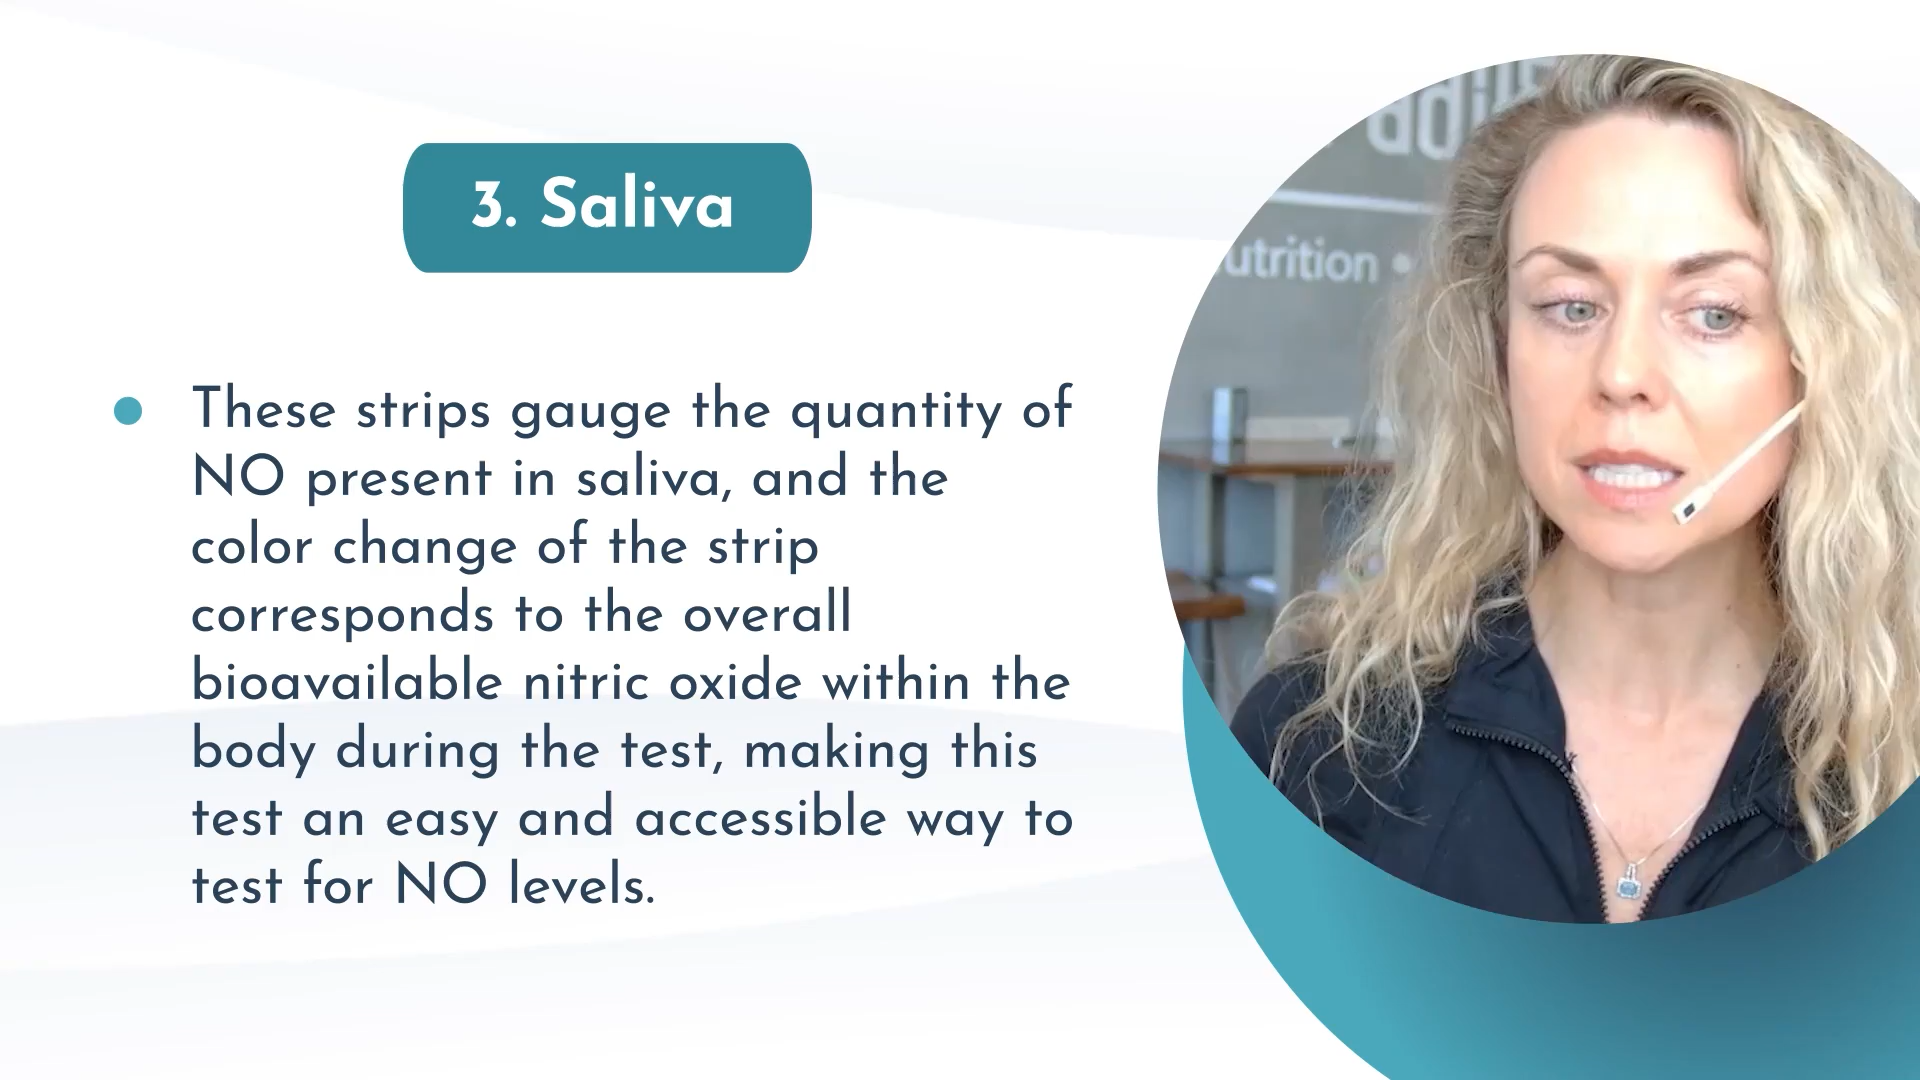 3. Saliva
These strips gauge the quantity of
NO present in saliva, and the
color change of the strip
corresponds to the overall
bioavailable nitric oxide within the
body during the test, making this
test an easy and accessible way to
test for NO levels.